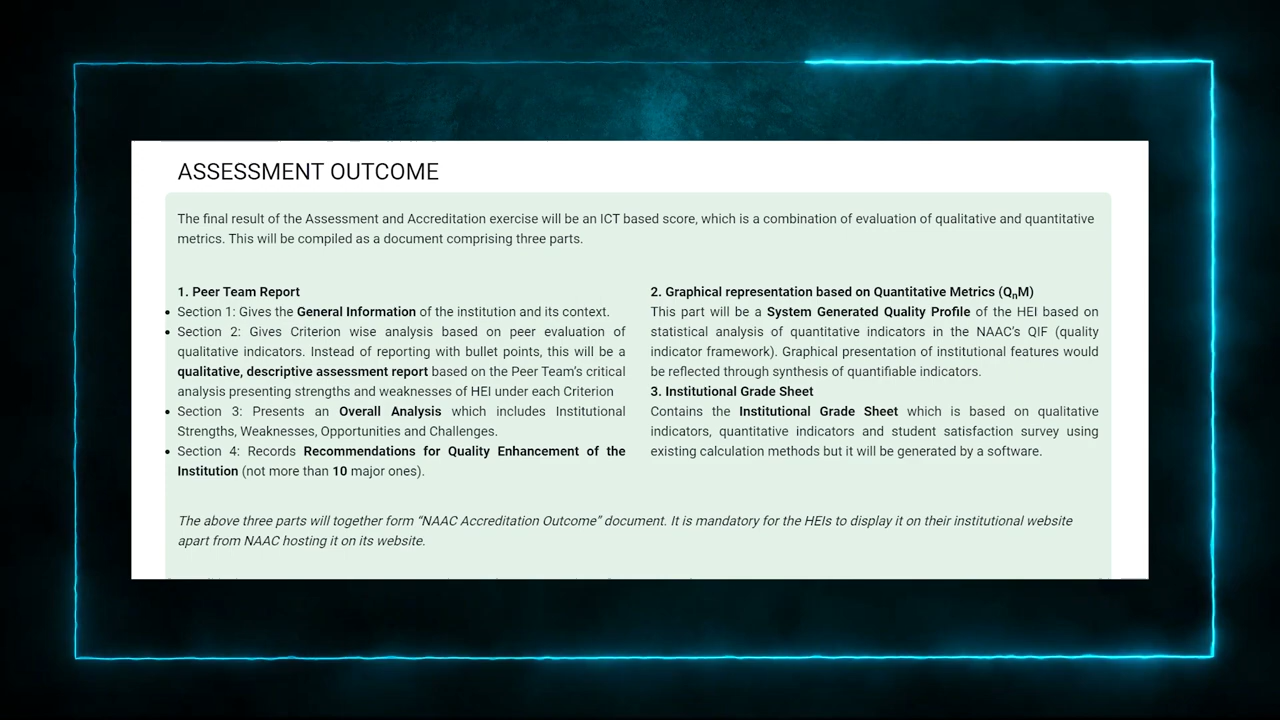 ASSESSMENT OUTCOME
The final result of the Assessment and Accreditation exercise will be an ICT based score, which is a combination of evaluation of qualitative and quantitative
metrics. This will be compiled as a document comprising three parts.
1. Peer Team Report
• Section 1: Gives the General Information of the institution and its context.
• Section 2: Gives Criterion wise analysis based on peer evaluation of
qualitative indicators. Instead of reporting with bullet points, this will be a
qualitative, descriptive assessment report based on the Peer Team's critical
analysis presenting strengths and weaknesses of HEI under each Criterion
• Section 3: Presents an Overall Analysis which includes Institutional
Strengths, Weaknesses, Opportunities and Challenges.
• Section 4: Records Recommendations for Quality Enhancement of the
Institution (not more than 10 major ones).
2. Graphical representation based on Quantitative Metrics (QnM)
This part will be a System Generated Quality Profile of the HEI based on
statistical analysis of quantitative indicators in the NAAC's QIF (quality
indicator framework). Graphical presentation of institutional features would
be reflected through synthesis of quantifiable indicators.
3. Institutional Grade Sheet
Contains the Institutional Grade Sheet which is based on qualitative
indicators, quantitative indicators and student satisfaction survey using
existing calculation methods but it will be generated by a software.
The above three parts will together form “NAAC Accreditation Outcome” document. It is mandatory for the HEIs to display it on their institutional website
apart from NAAC hosting it on its website.